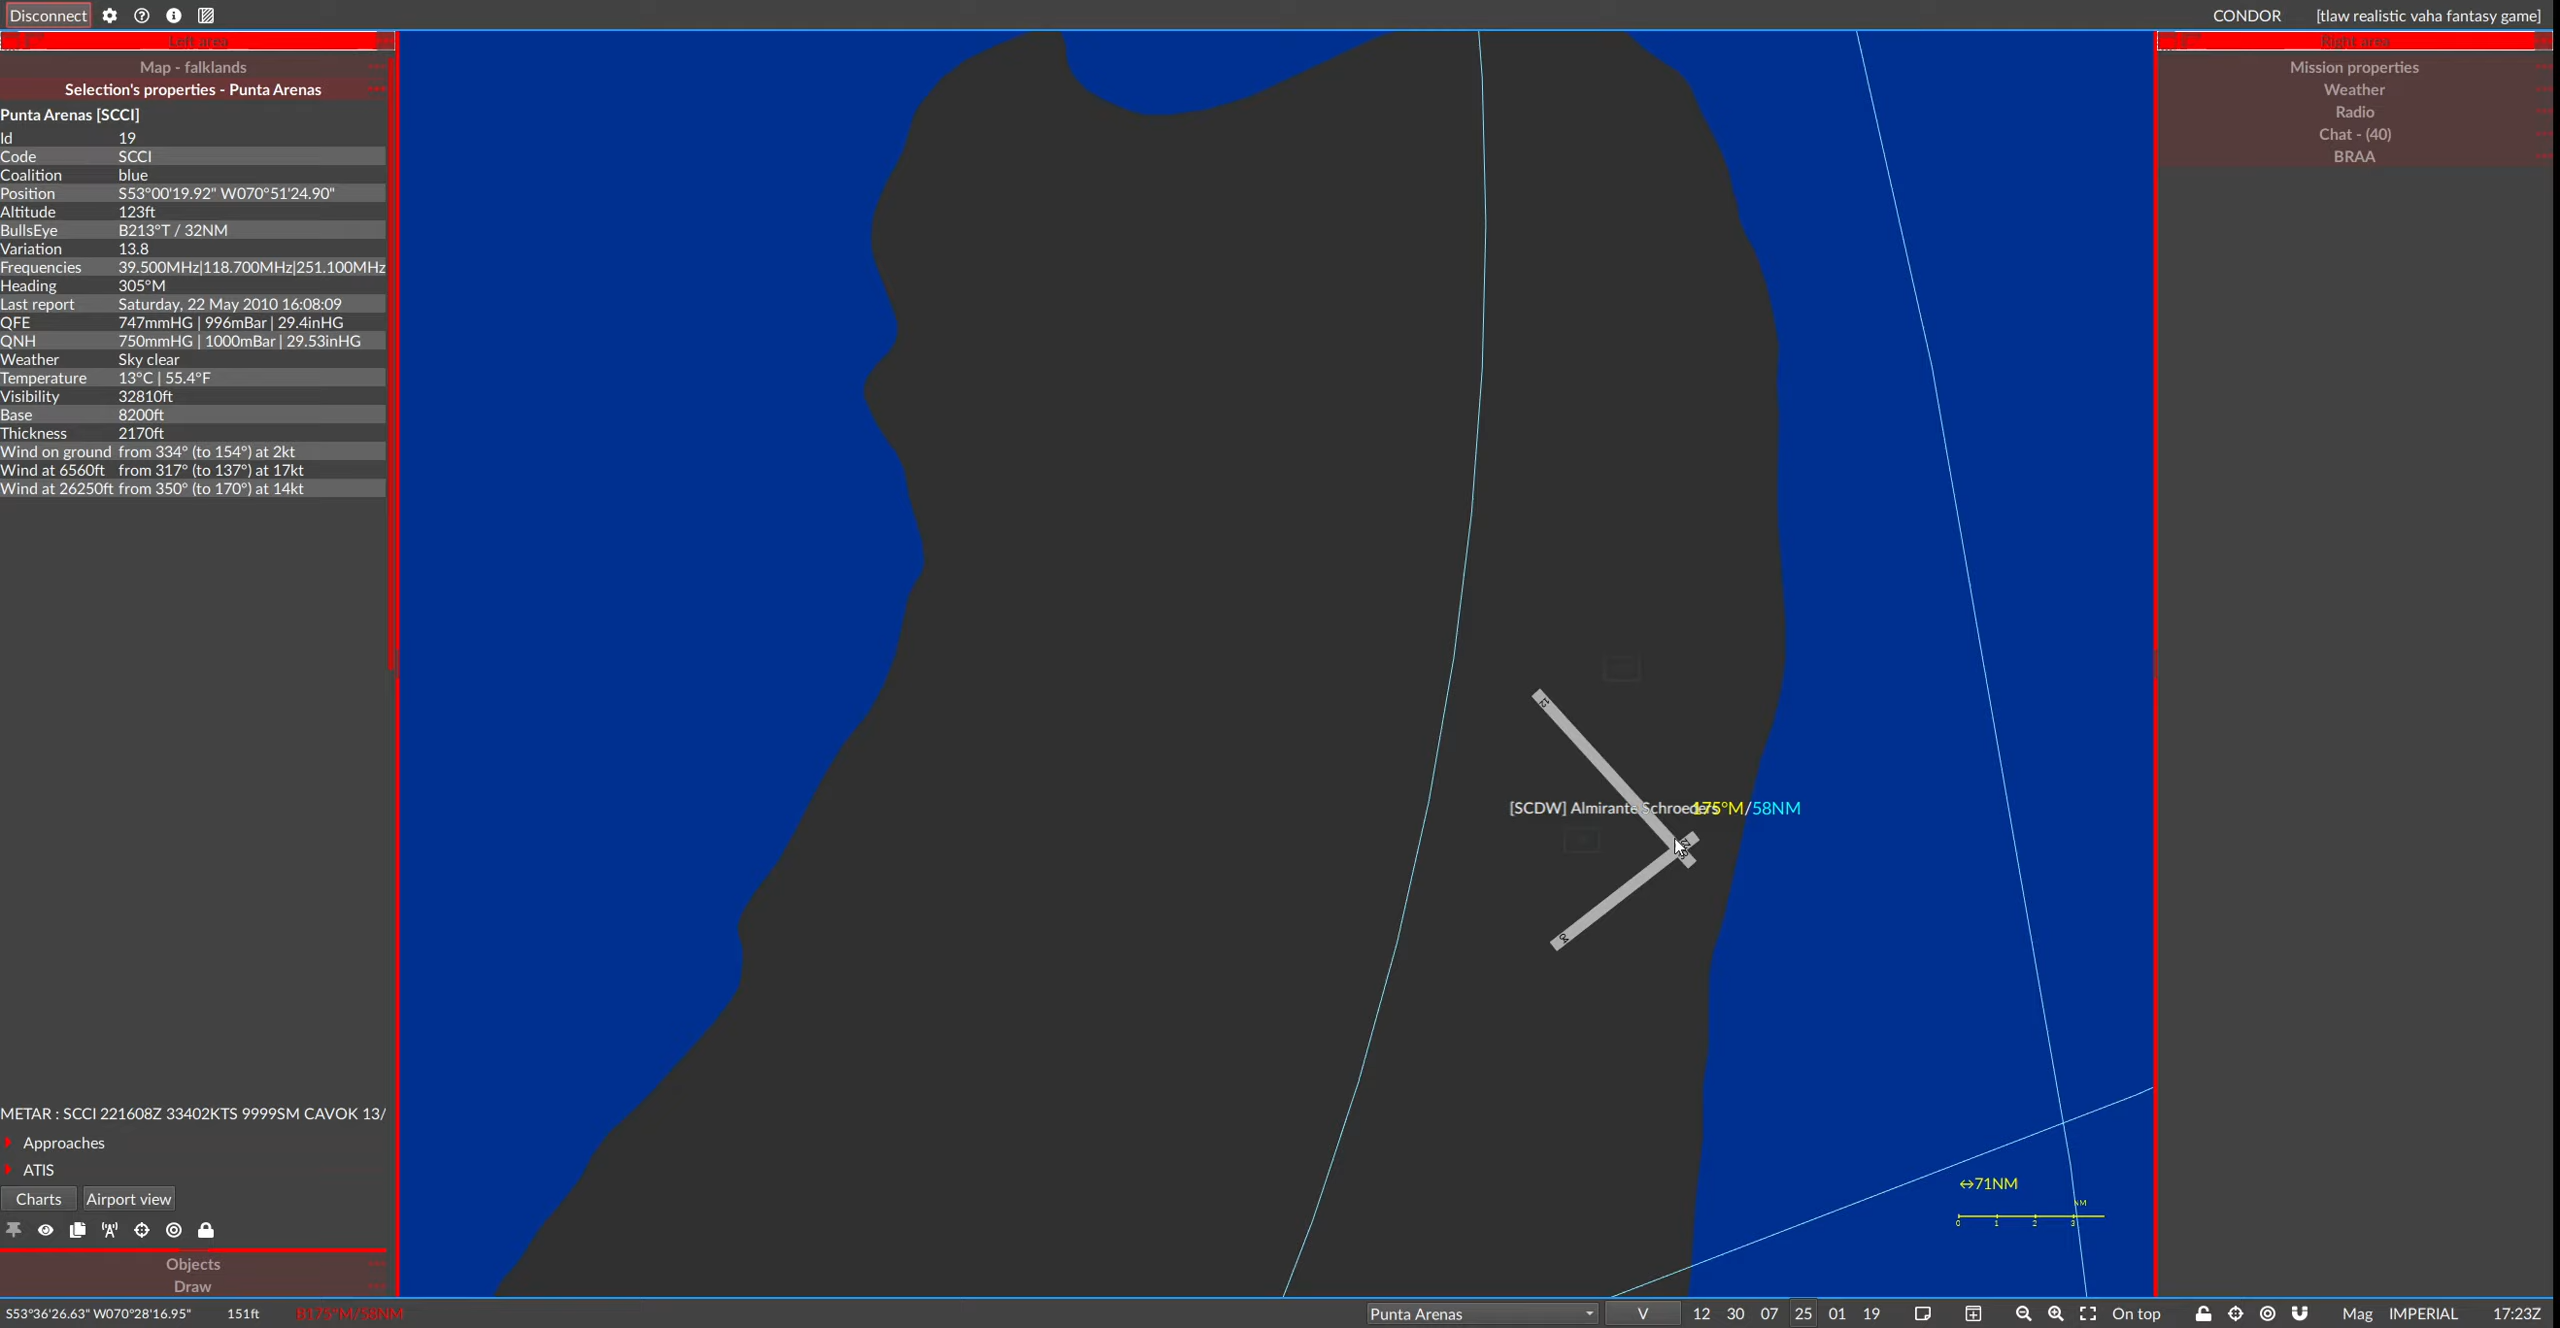 Disconnect
CONDOR [tlaw realistic vaha fantasy game]
Left area
Map - falklands
Selection's properties - Punta Arenas
Punta Arenas [SCCI]
Id 19
Code SCCI
Coalition blue
Position S53°00'19.92" W070°51'24.90"
Altitude 123ft
BullsEye B213°T / 32NM
Variation 13.8
Frequencies 39.500MHz|118.700MHz|251.100MHz
Heading 305°M
Last report Saturday, 22 May 2010 16:08:09
QFE 747mmHG | 996mBar | 29.4inHG
QNH 750mmHG | 1000mBar | 29.53inHG
Weather Sky clear
Temperature 13°C | 55.4°F
Visibility 32810ft
Base 8200ft
Thickness 2170ft
Wind on ground from 334° (to 154°) at 2kt
Wind at 6560ft from 317° (to 137°) at 17kt
Wind at 26250ft from 350° (to 170°) at 14kt
METAR : SCCI 221608Z 33402KTS 9999SM CAVOK 13/
Approaches
ATIS
Charts Airport view
Objects
Draw
12
[SCDW] Almirante Schroeders
175°M/58NM
↔71NM
NM
0 1 2 3
Right area
Mission properties
Weather
Radio
Chat - (40)
BRAA
S53°36'26.63" W070°28'16.95" 151ft B175°M/58NM
Punta Arenas V 12 30 07 25 01 19 On top Mag IMPERIAL 17:23Z